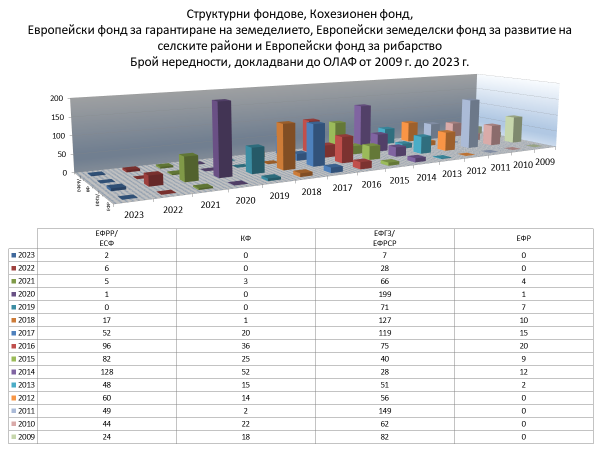 Структурни фондове, Кохезионен фонд,
Европейски фонд за гарантиране на земеделието, Европейски земеделски фонд за развитие на
селските райони и Европейски фонд за рибарство
Брой нередности, докладвани до ОЛАФ от 2009 г. до 2023 г.
200
150
100
50
0
2023
2022
2021
2020
2019
2018
2017
2016
2015
2014
2013
2012
2011
2010
2009
ЕФРР/ ЕСФ КФ ЕФГЗ/ ЕФРСР ЕФР
2023 2 0 7 0
2022 6 0 28 0
2021 5 3 66 4
2020 1 0 199 1
2019 0 0 71 7
2018 17 1 127 10
2017 52 20 119 15
2016 96 36 75 20
2015 82 25 40 9
2014 128 52 28 12
2013 48 15 51 2
2012 60 14 56 0
2011 49 2 149 0
2010 44 22 62 0
2009 24 18 82 0